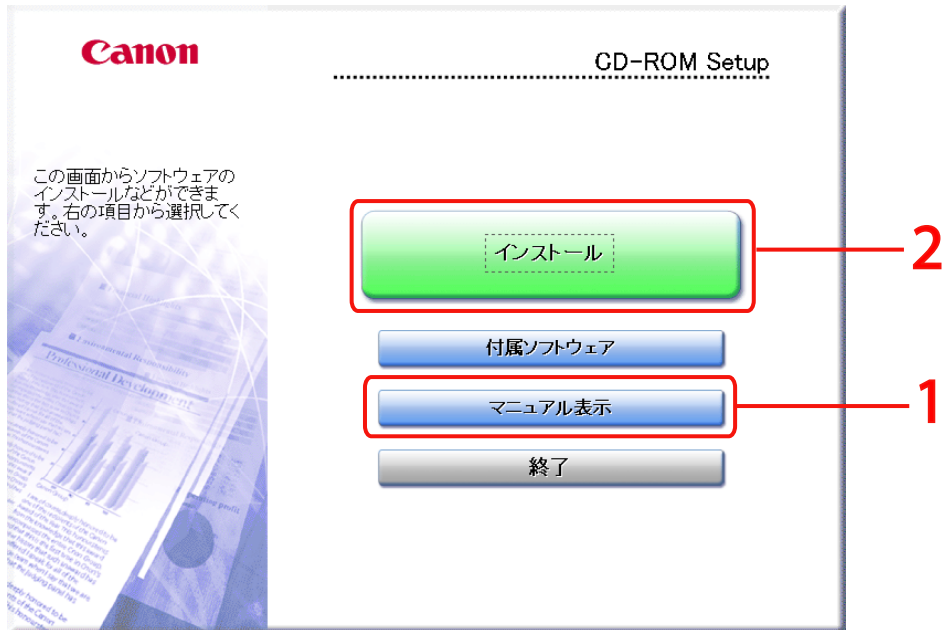 Canon
CD-ROM Setup
この画面からソフトウェアの
インストールなどができま
す。右の項目から選択してく
ださい。
インストール
2
付属ソフトウェア
マニュアル表示
1
終了
Professional Development